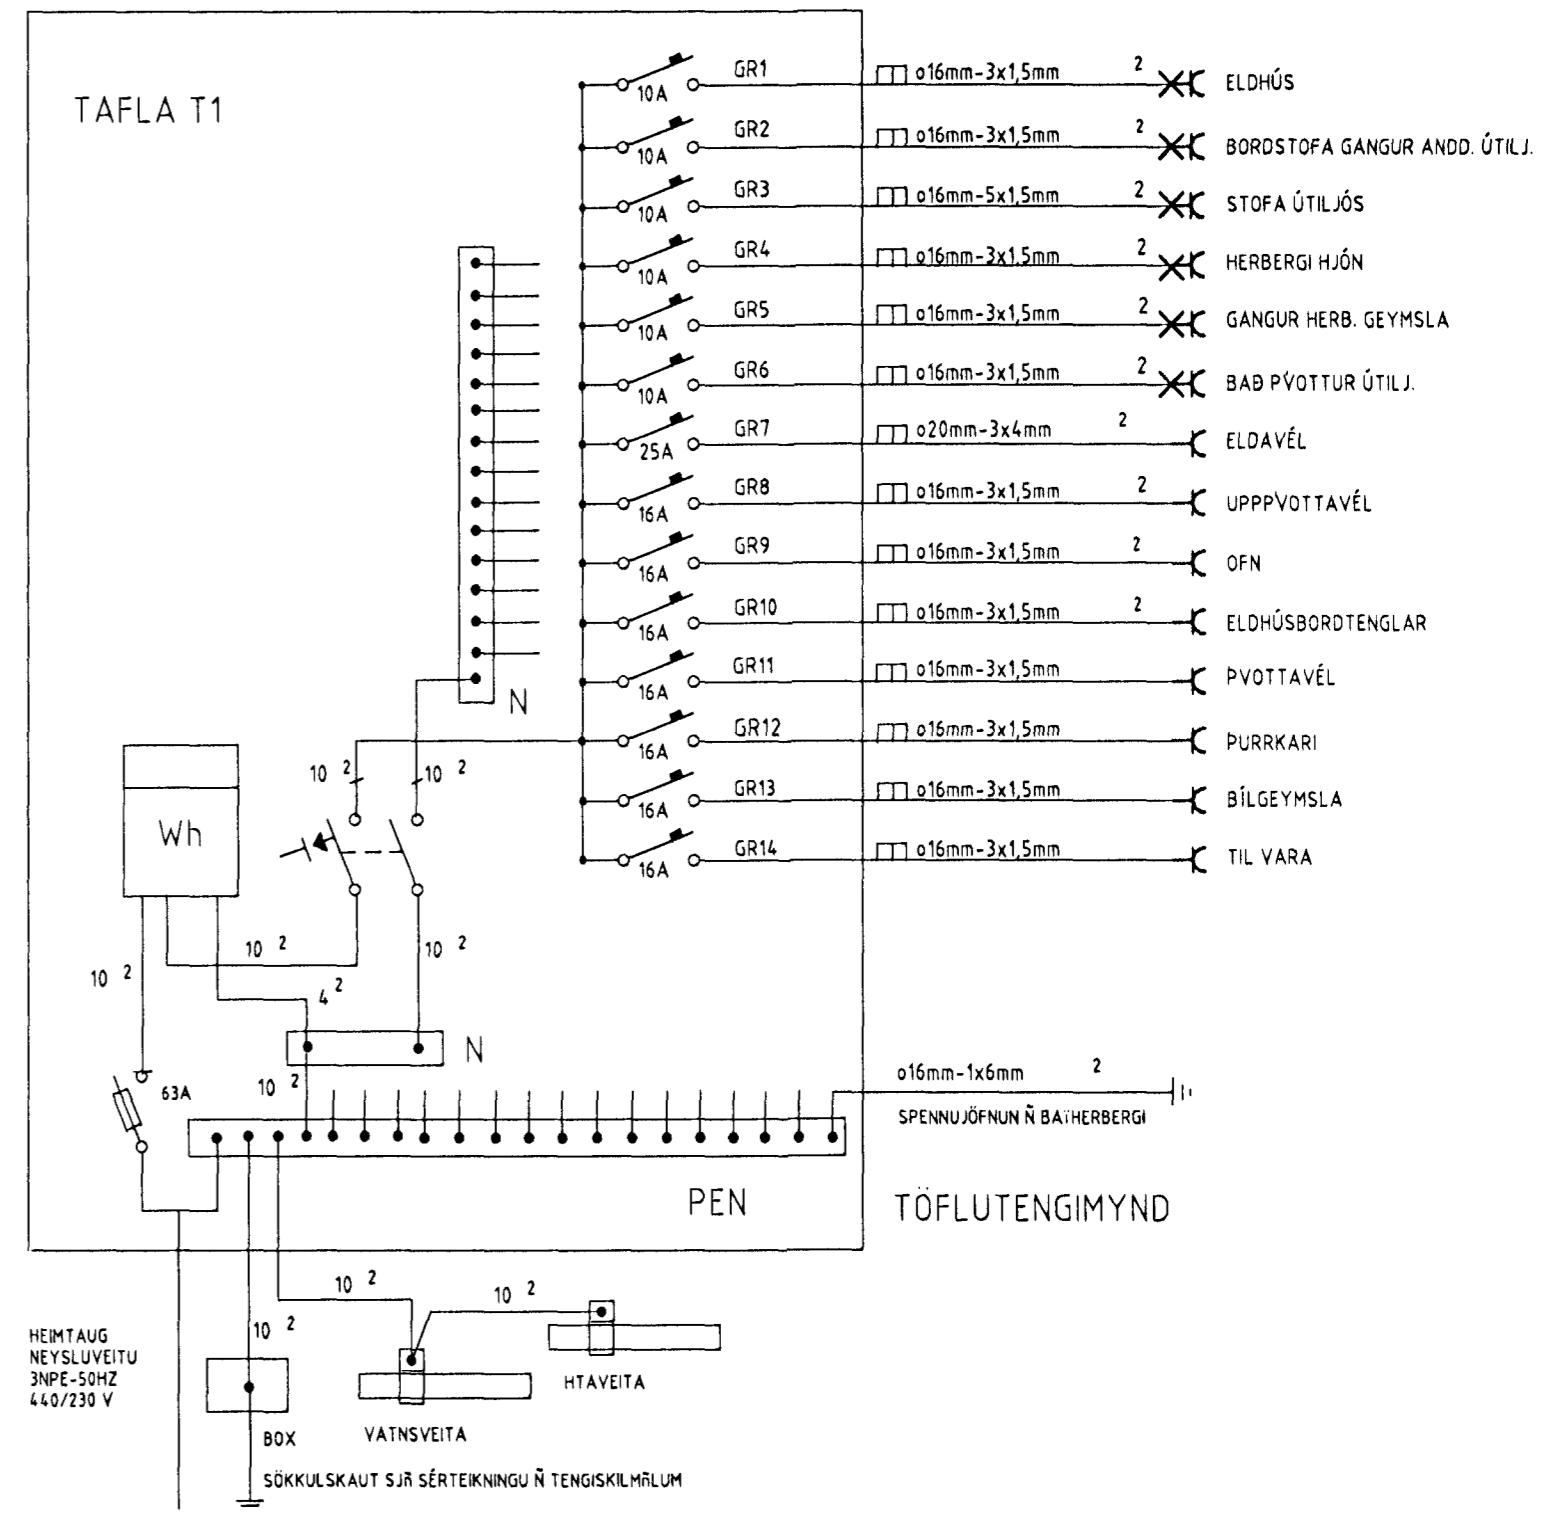 TAFLA T1
GR1 10A o16mm-3x1,5mm 2 ELDHÚS
GR2 10A o16mm-3x1,5mm 2 BORDSTOFA GANGUR ANDD. ÚTILJ.
GR3 10A o16mm-5x1,5mm 2 STOFA ÚTILJÓS
GR4 10A o16mm-3x1,5mm 2 HERBERGI HJÓN
GR5 10A o16mm-3x1,5mm 2 GANGUR HERB. GEYMSLA
GR6 10A o16mm-3x1,5mm 2 BAÐ ÞVOTTUR ÚTILJ.
GR7 25A o20mm-3x4mm 2 ELDAVÉL
GR8 16A o16mm-3x1,5mm 2 UPPÞVOTTAVÉL
GR9 16A o16mm-3x1,5mm 2 OFN
GR10 16A o16mm-3x1,5mm 2 ELDHÚSBORDTENGLAR
GR11 16A o16mm-3x1,5mm ÞVOTTAVÉL
GR12 16A o16mm-3x1,5mm ÞURRKARI
GR13 16A o16mm-3x1,5mm BÍLGEYMSLA
GR14 16A o16mm-3x1,5mm TIL VARA
N
10 2
10 2
Wh
10 2
10 2
10 2
4 2
N
10 2
63A
o16mm-1x6mm 2
SPENNUJÖFNUN Ñ BAïHERBERGI
PEN
TÖFLUTENGIMYND
10 2
10 2
10 2
HEIMTAUG
NEYSLUVEITU
3NPE-50HZ
440/230 V
HTAVEITA
VATNSVEITA
BOX
SÖKKULSKAUT SJñ SÉRTEIKNINGU Ñ TENGISKILMñLUM